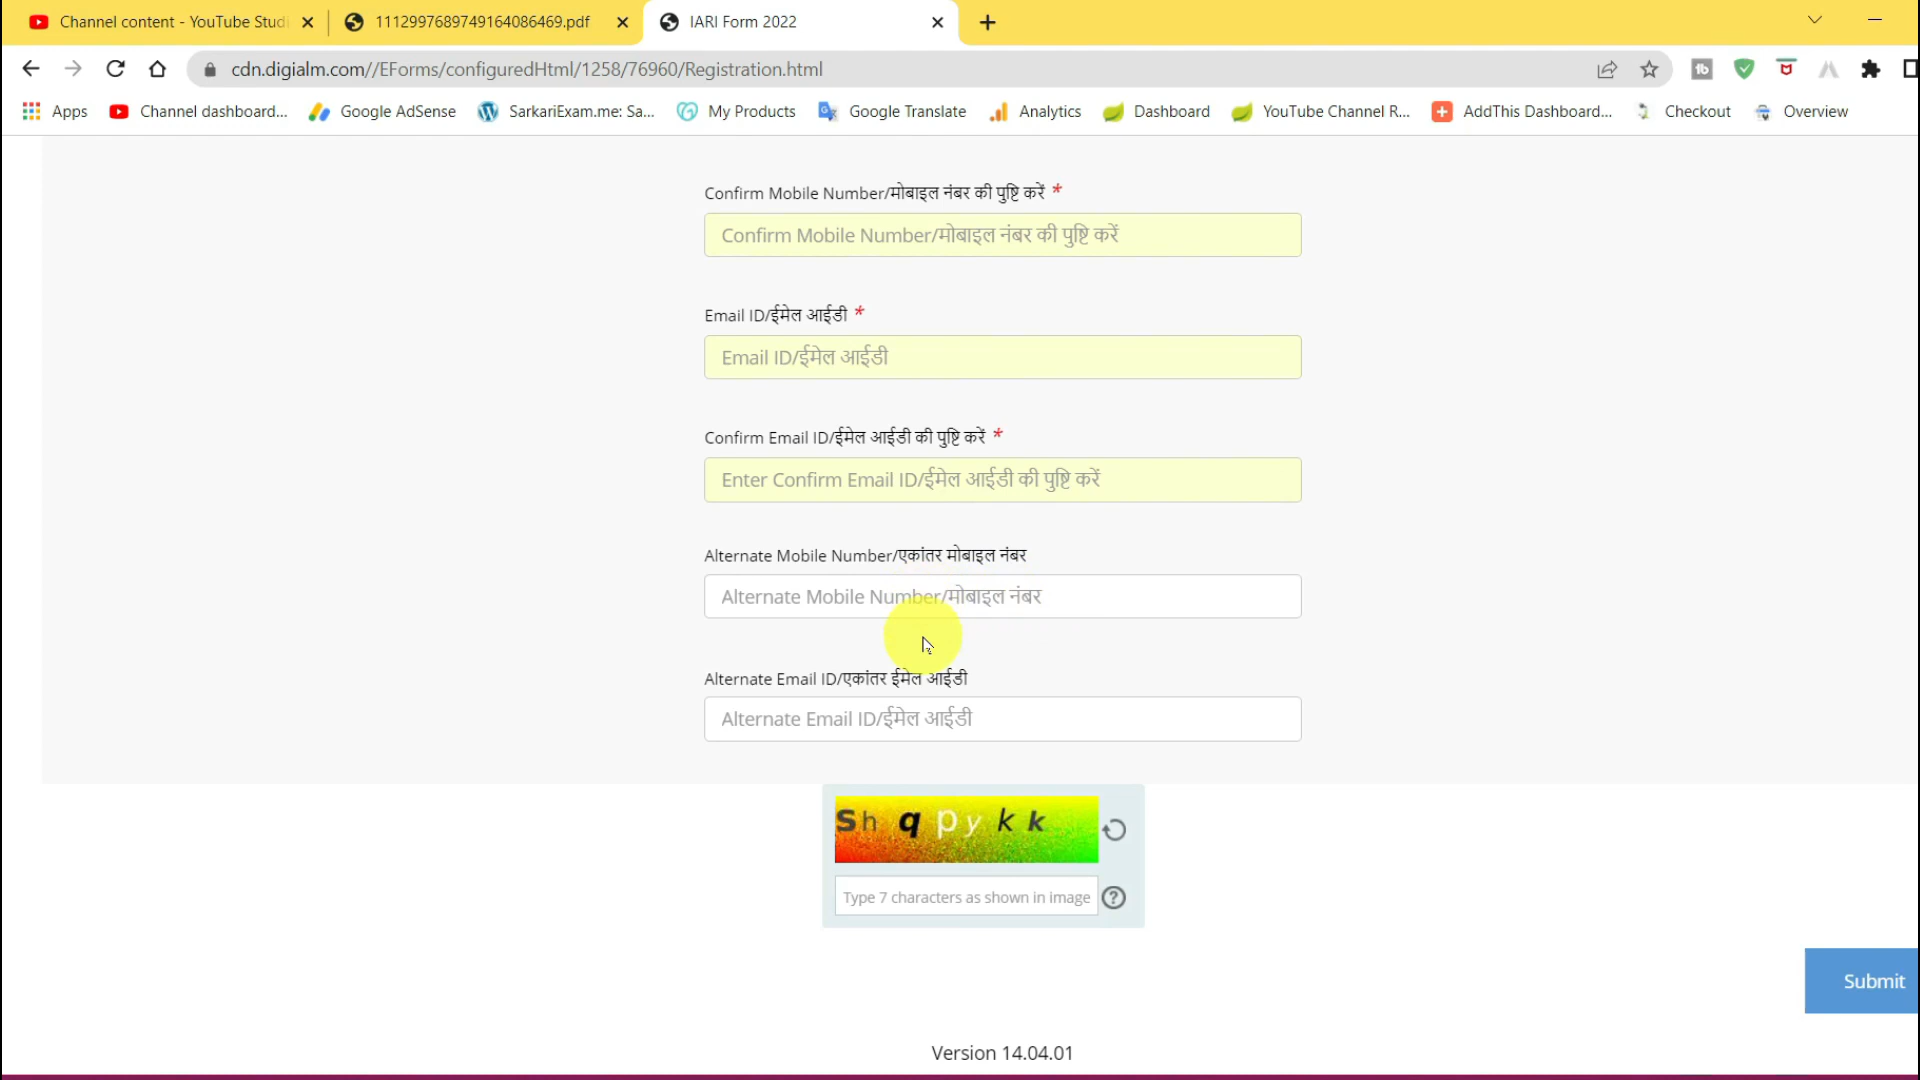 Channel content - YouTube Studi
1112997689749164086469.pdf
IARI Form 2022
cdn.digialm.com//EForms/configuredHtml/1258/76960/Registration.html
Apps
Channel dashboard...
Google AdSense
SarkariExam.me: Sa...
My Products
Google Translate
Analytics
Dashboard
YouTube Channel R...
AddThis Dashboard...
Checkout
Overview
Confirm Mobile Number/मोबाइल नंबर की पुष्टि करें *
Confirm Mobile Number/मोबाइल नंबर की पुष्टि करें
Email ID/ईमेल आईडी *
Email ID/ईमेल आईडी
Confirm Email ID/ईमेल आईडी की पुष्टि करें *
Enter Confirm Email ID/ईमेल आईडी की पुष्टि करें
Alternate Mobile Number/एकांतर मोबाइल नंबर
Alternate Mobile Number/मोबाइल नंबर
Alternate Email ID/एकांतर ईमेल आईडी
Alternate Email ID/ईमेल आईडी
Shqpykk
Type 7 characters as shown in image
Submit
Version 14.04.01